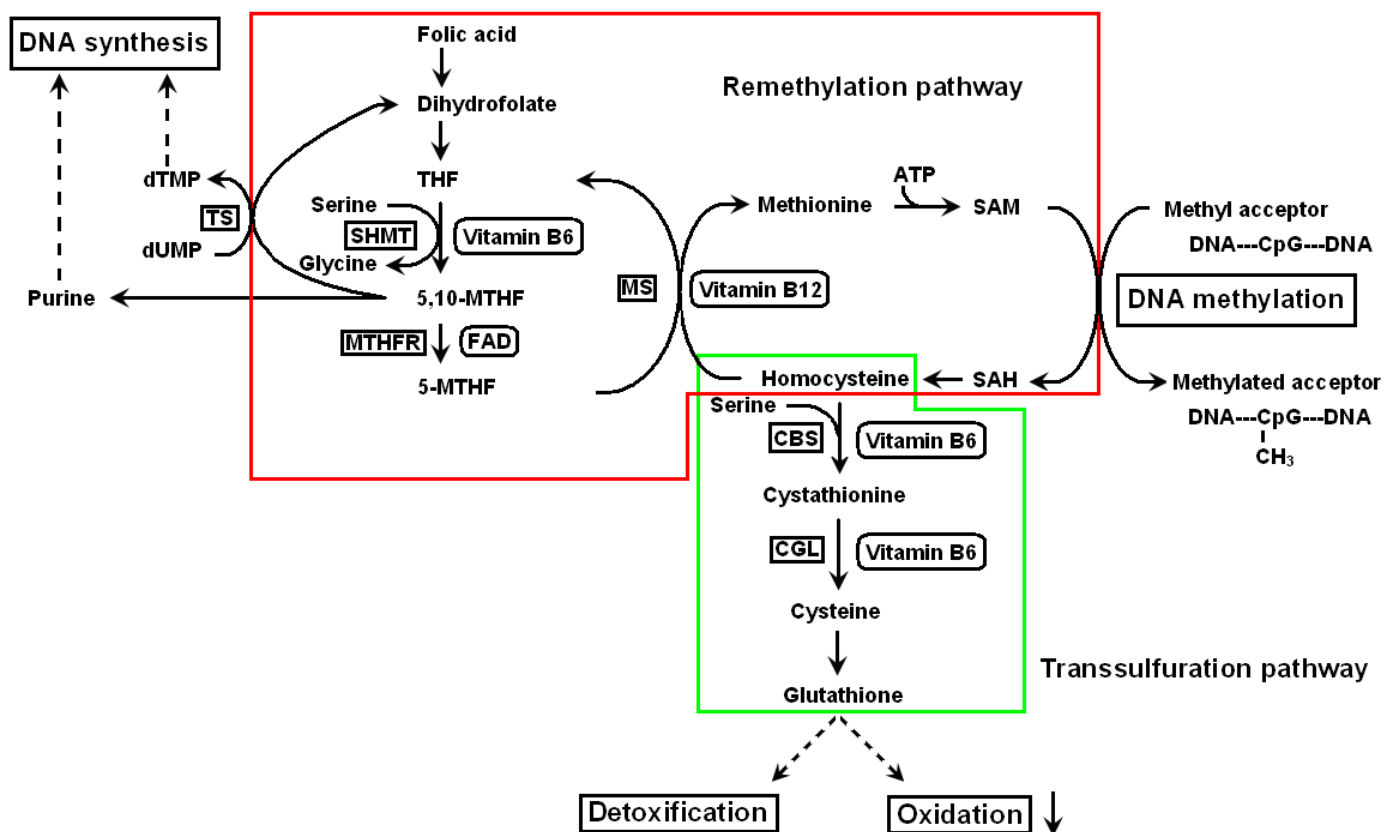 DNA synthesis
Folic acid
Remethylation pathway
Dihydrofolate
dTMP
THF
ATP
Serine
Methionine
SAM
Methyl acceptor
TS
SHMT
Vitamin B6
DNA---CpG---DNA
dUMP
Glycine
Purine
5,10-MTHF
MS
Vitamin B12
DNA methylation
MTHFR
FAD
5-MTHF
Homocysteine
SAH
Methylated acceptor
Serine
DNA---CpG---DNA
CH3
CBS
Vitamin B6
Cystathionine
CGL
Vitamin B6
Cysteine
Transsulfuration pathway
Glutathione
Detoxification
Oxidation